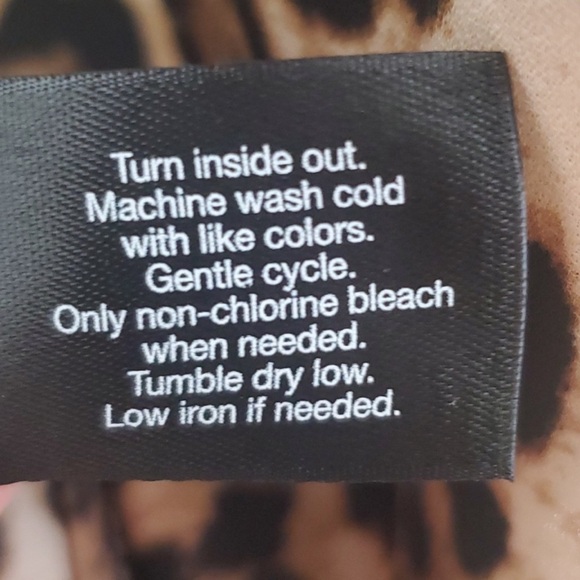 Turn inside out.
Machine wash cold
with like colors.
Gentle cycle.
Only non-chlorine bleach
when needed.
Tumble dry low.
Low iron if needed.